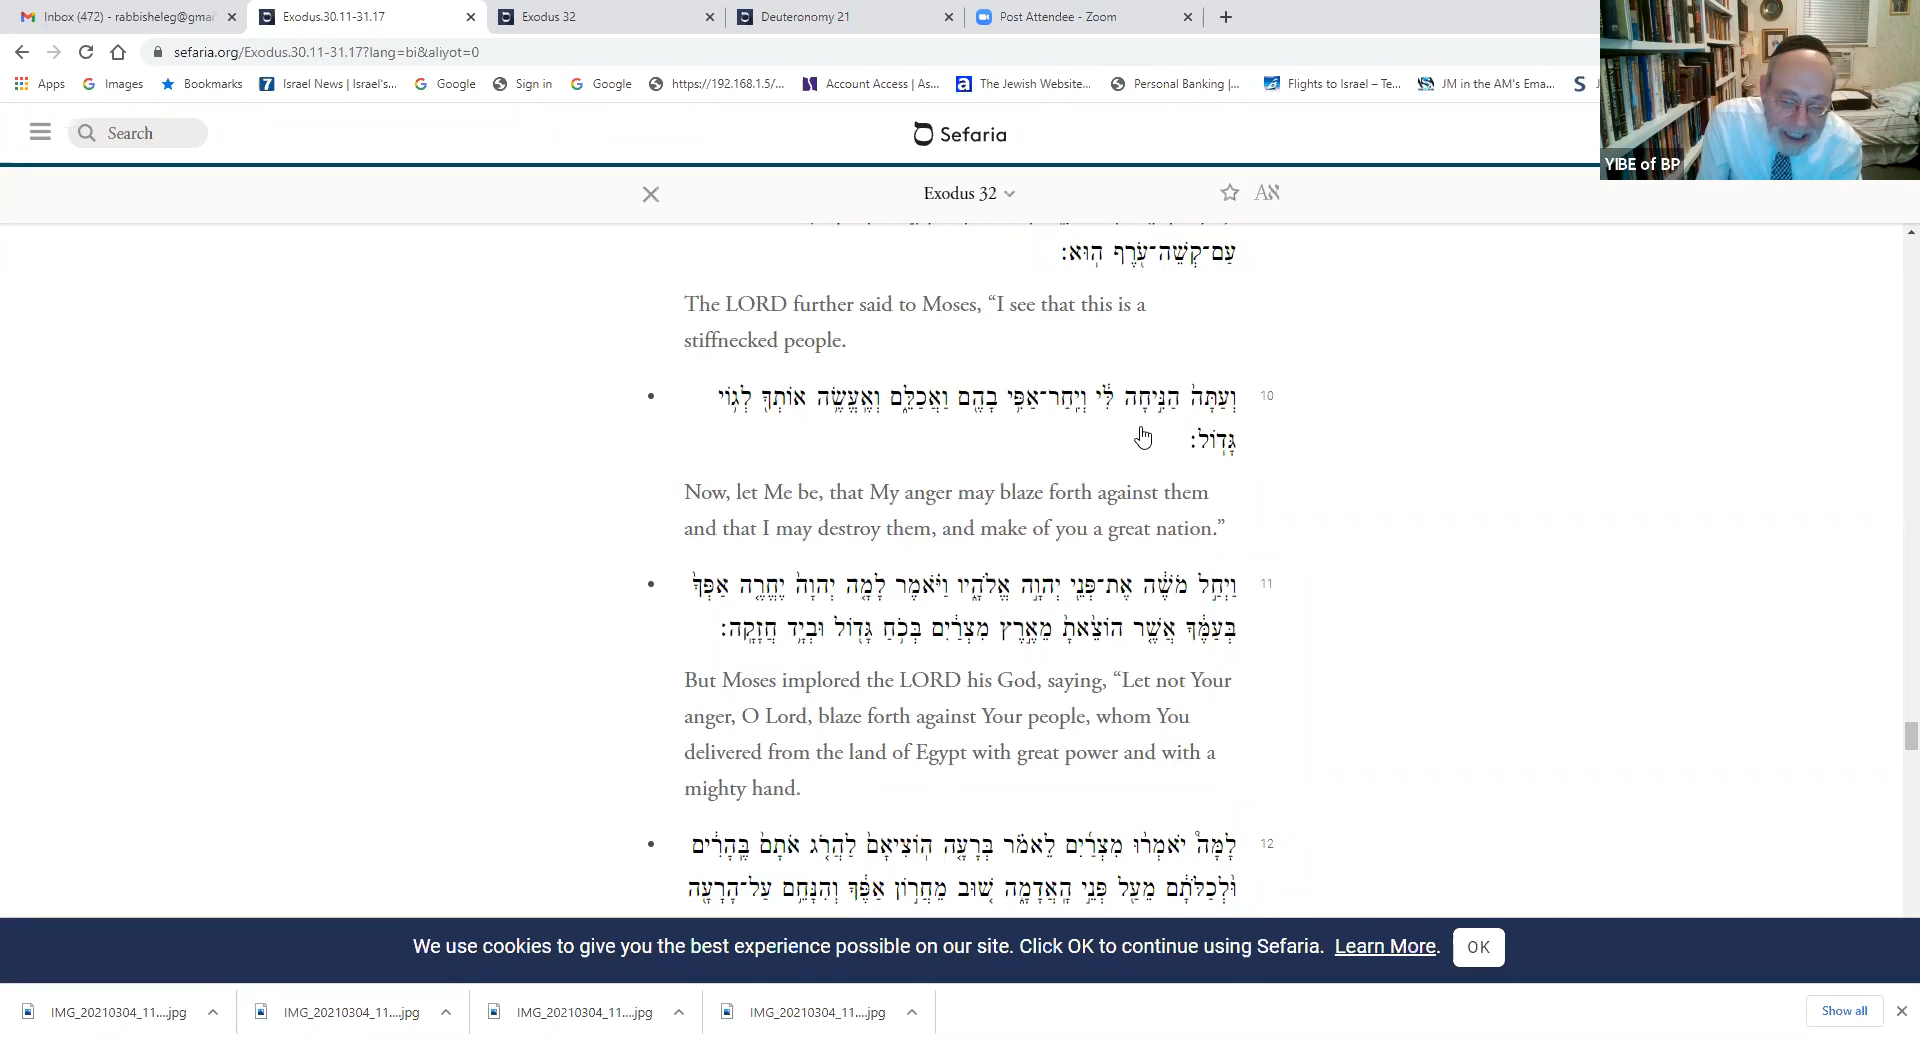 Inbox (472) - rabbisheleg@gmai
Exodus.30.11-31.17
Exodus 32
Deuteronomy 21
Post Attendee - Zoom
sefaria.org/Exodus.30.11-31.17?lang=bi&aliyot=0
Apps
Images
Bookmarks
Israel News | Israel's...
Google
Sign in
Google
https://192.168.1.5/...
Account Access | As...
The Jewish Website...
Personal Banking |...
Flights to Israel – Te...
JM in the AM's Ema...
YIBE of BP
Search
Sefaria
Exodus 32
עַם־קְשֵׁה־עֹ֖רֶף הֽוּא׃
The LORD further said to Moses, “I see that this is a
stiffnecked people.
10
וְעַתָּה֙ הַנִּ֣יחָה לִּ֔י וְיִֽחַר־אַפִּ֥י בָהֶ֖ם וַאֲכַלֵּ֑ם וְאֶֽעֱשֶׂ֥ה אוֹתְךָ֖ לְג֥וֹי
גָּדֽוֹל׃
Now, let Me be, that My anger may blaze forth against them
and that I may destroy them, and make of you a great nation.”
11
וַיְחַ֣ל מֹשֶׁ֔ה אֶת־פְּנֵ֖י יְהוָ֣ה אֱלֹהָ֑יו וַיֹּ֗אמֶר לָמָ֤ה יְהוָה֙ יֶחֱרֶ֤ה אַפְּךָ֙
בְּעַמֶּ֔ךָ אֲשֶׁ֤ר הוֹצֵ֙אתָ֙ מֵאֶ֣רֶץ מִצְרַ֔יִם בְּכֹ֥חַ גָּד֖וֹל וּבְיָ֥ד חֲזָקָֽה׃
But Moses implored the LORD his God, saying, “Let not Your
anger, O Lord, blaze forth against Your people, whom You
delivered from the land of Egypt with great power and with a
mighty hand.
12
לָמָּה֩ יֹאמְר֨וּ מִצְרַ֜יִם לֵאמֹ֗ר בְּרָעָ֤ה הֽוֹצִיאָם֙ לַהֲרֹ֤ג אֹתָם֙ בֶּֽהָרִ֔ים
וּ֨לְכַלֹּתָ֔ם מֵעַ֖ל פְּנֵ֣י הָֽאֲדָמָ֑ה שׁ֚וּב מֵחֲר֣וֹן אַפֶּ֔ךָ וְהִנָּחֵ֥ם עַל־הָרָעָ֖ה
We use cookies to give you the best experience possible on our site. Click OK to continue using Sefaria. Learn More.
OK
IMG_20210304_11....jpg
IMG_20210304_11....jpg
IMG_20210304_11....jpg
IMG_20210304_11....jpg
Show all